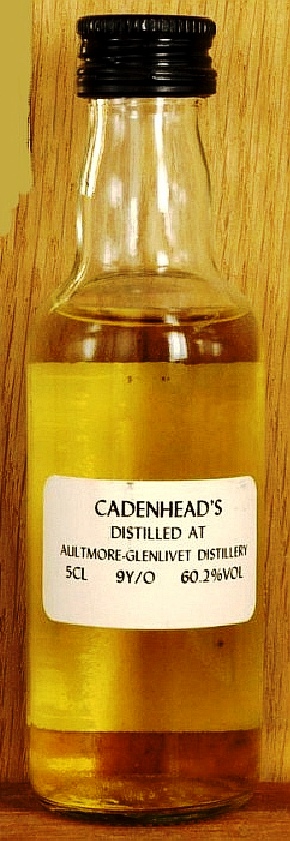 CADENHEAD'S
DISTILLED AT
AULTMORE-GLENLIVET DISTILLERY
5CL 9Y/O 60.2%VOL